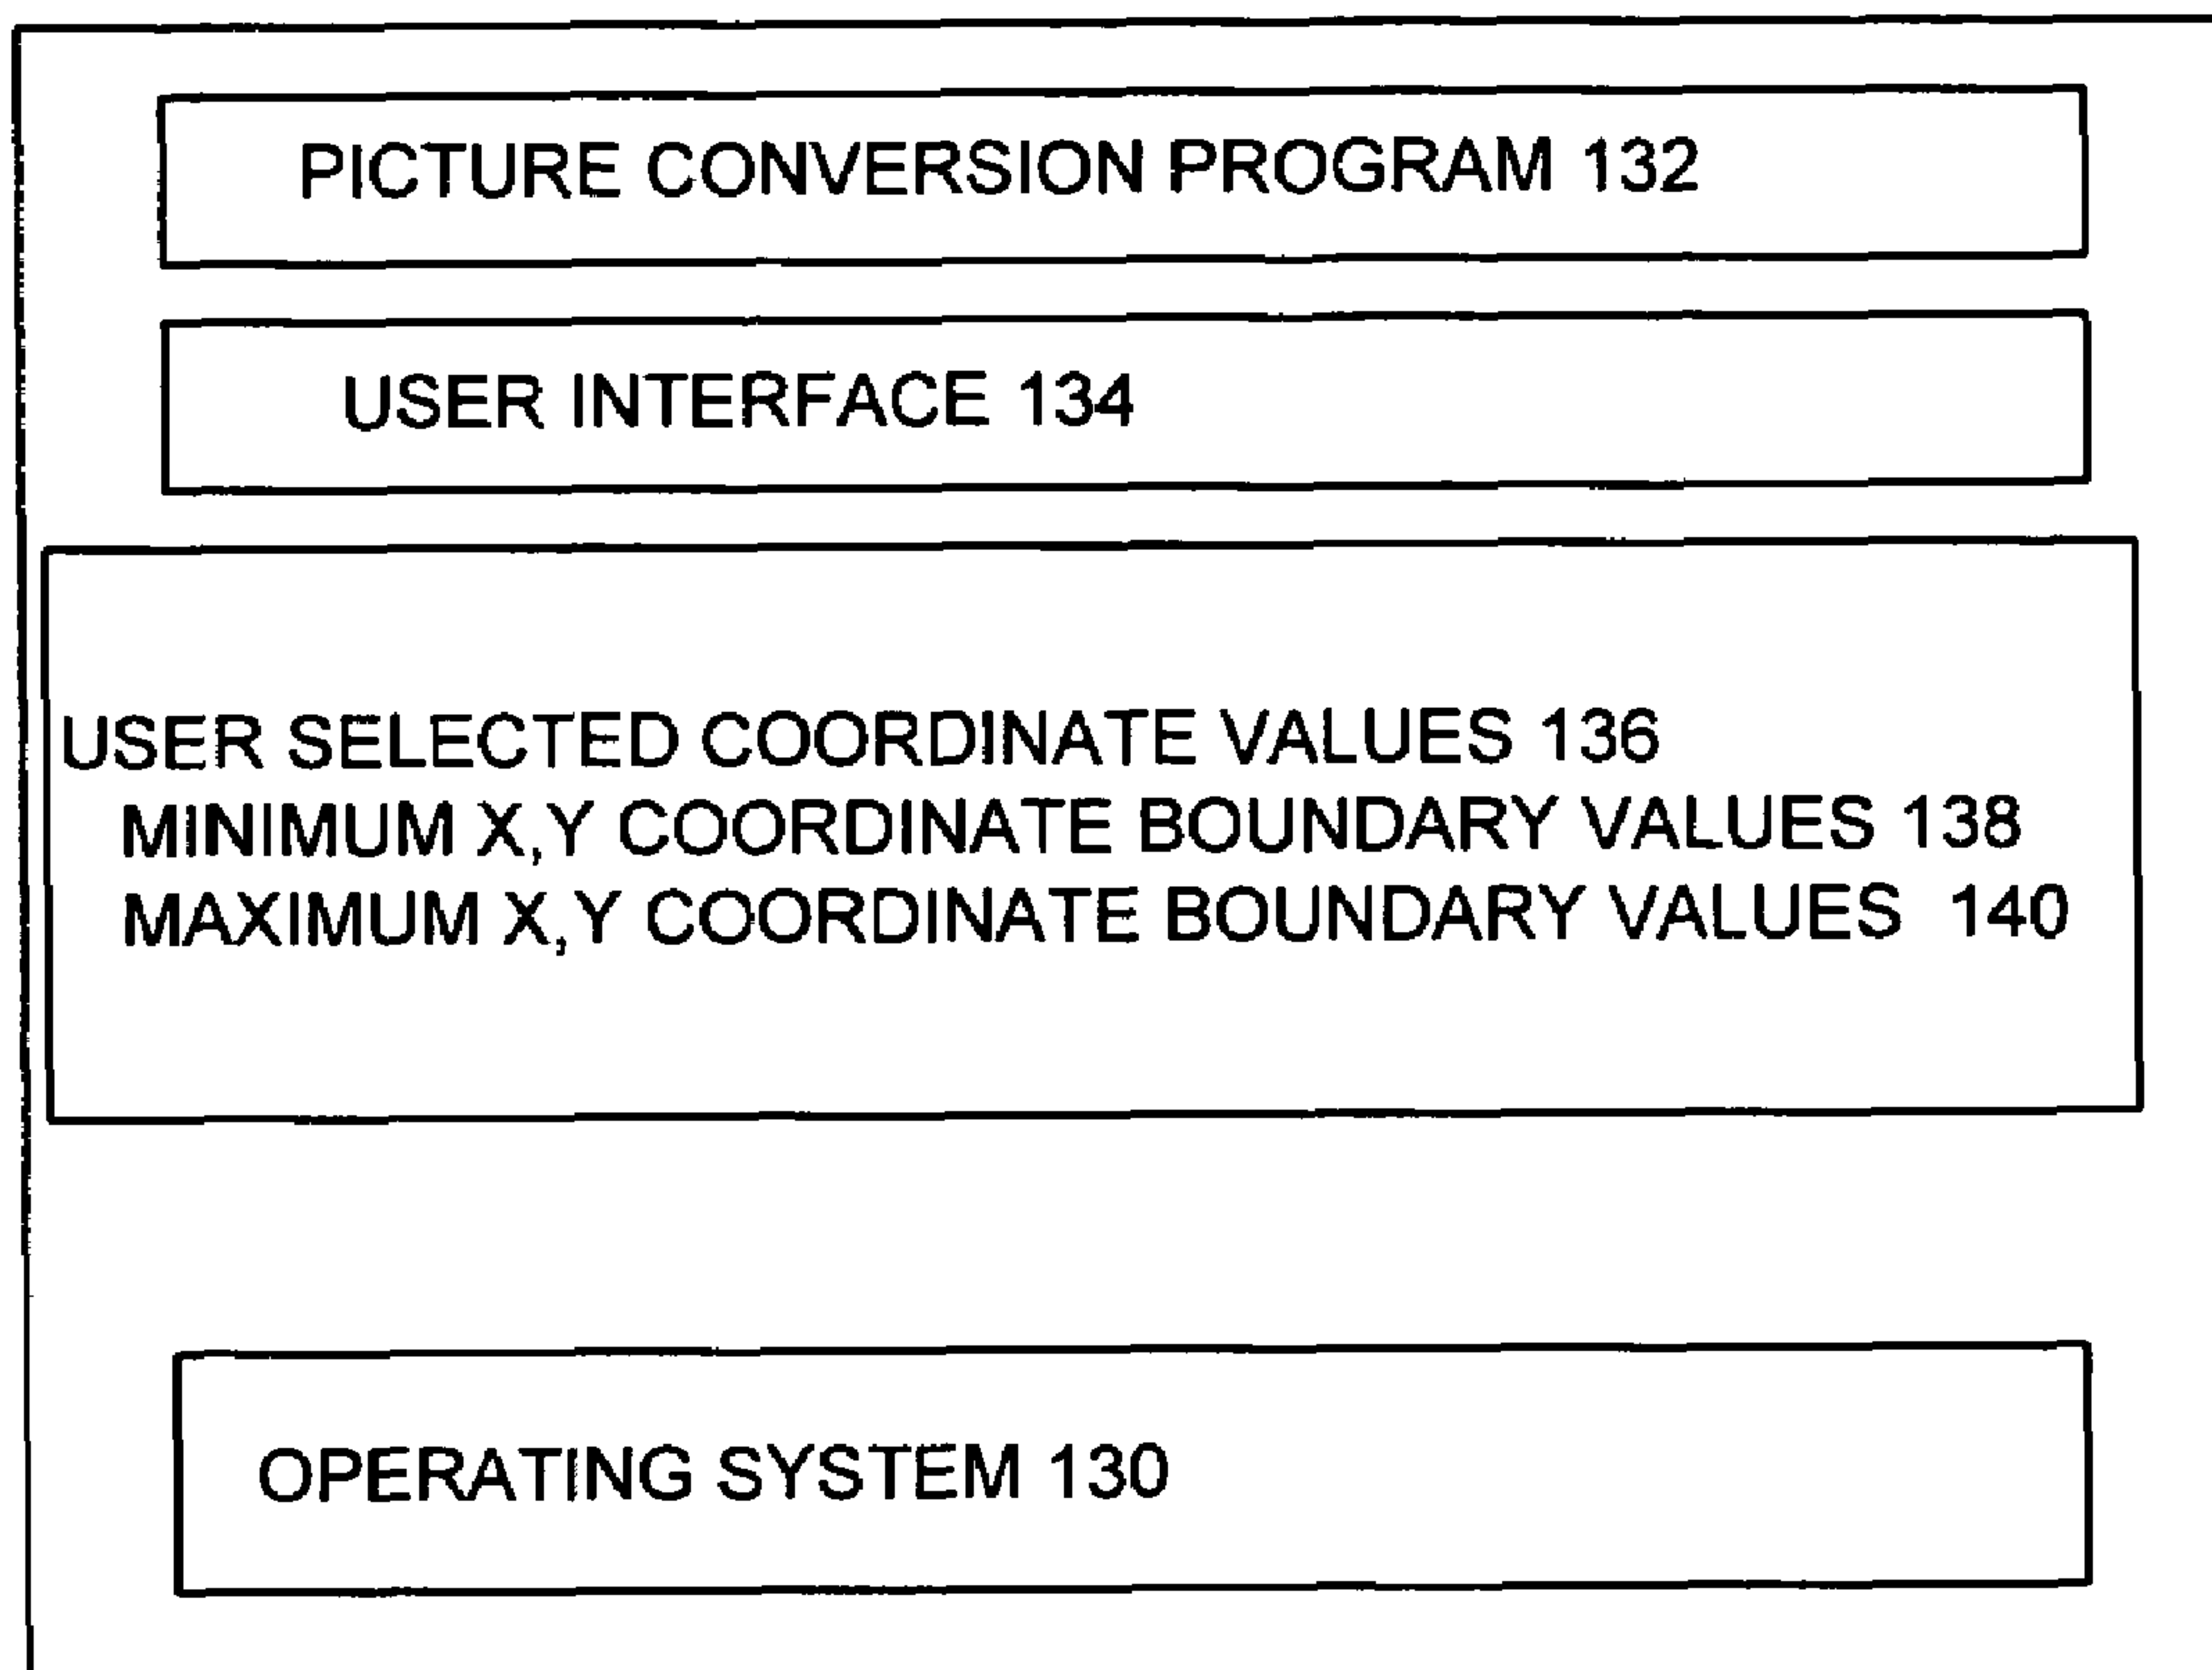 PICTURE CONVERSION PROGRAM 132
USER INTERFACE 134
USER SELECTED COORDINATE VALUES 136
MINIMUM X,Y COORDINATE BOUNDARY VALUES 138
MAXIMUM X,Y COORDINATE BOUNDARY VALUES 140
OPERATING SYSTEM 130